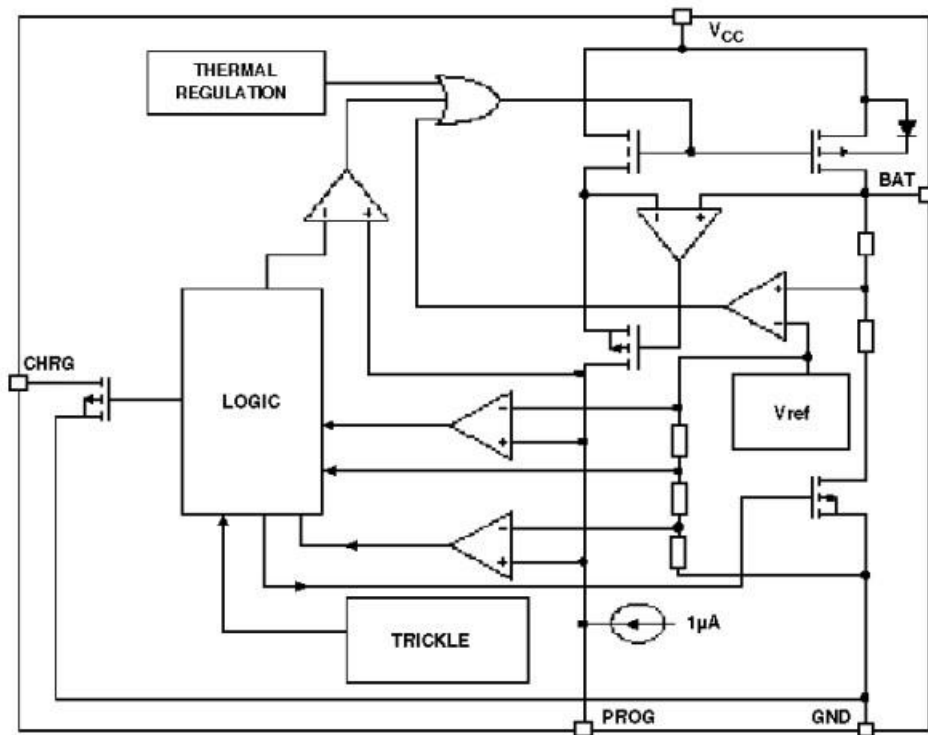 VCC
THERMAL
REGULATION
BAT
- +
- +
+
-
CHRG
LOGIC
Vref
-
+
-
+
1µA
TRICKLE
PROG
GND